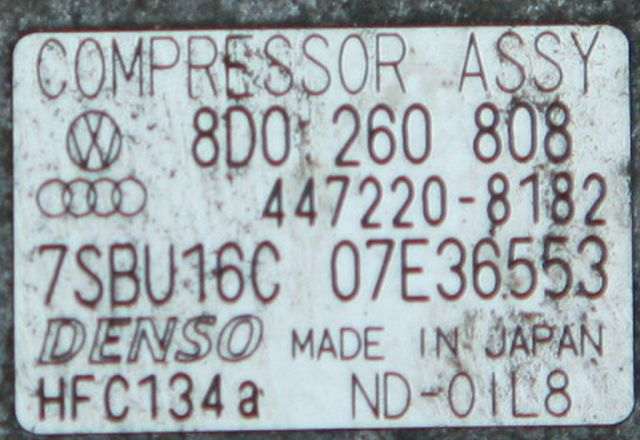 COMPRESSOR ASSY
8D0 260 808
447220-8182
7SBU16C 07E36553
DENSO MADE IN JAPAN
HFC134a ND-OIL8